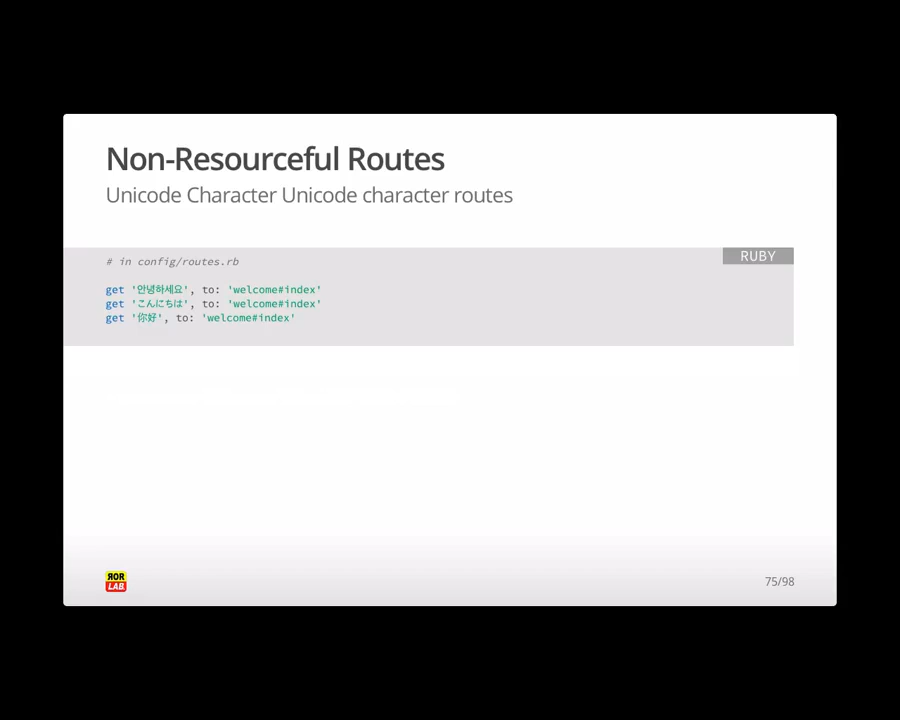 Non-Resourceful Routes
Unicode Character Unicode character routes
RUBY
# in config/routes.rb
get '안녕하세요', to: 'welcome#index'
get 'こんにちは', to: 'welcome#index'
get '你好', to: 'welcome#index'
ROR
LAB.
75/98